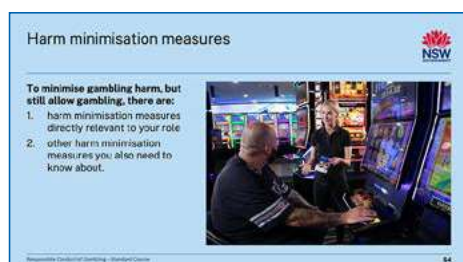 Harm minimisation measures
NSW
GOVERNMENT
To minimise gambling harm, but
still allow gambling, there are:
1. harm minimisation measures
directly relevant to your role
2. other harm minimisation
measures you also need to
know about.
Responsible Conduct of Gambling - Standard Course
54